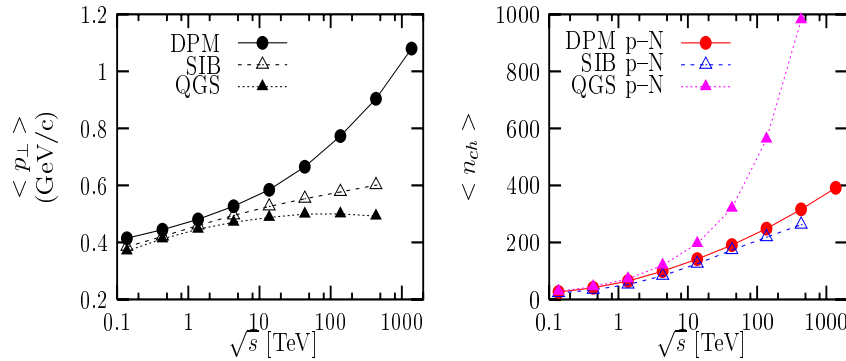 1.2
1
0.8
0.6
0.4
0.2
0.1
1
10
100
1000
√s [TeV]
< p⊥ >
(GeV/c)
DPM
SIB
QGS
1000
800
600
400
200
0
0.1
1
10
100
1000
√s [TeV]
< n_ch >
DPM p–N
SIB p–N
QGS p–N